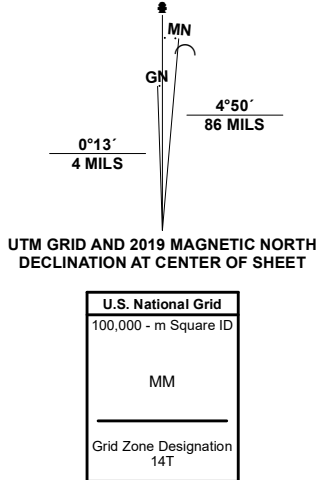 MN
GN
4°50´
86 MILS
0°13´
4 MILS
UTM GRID AND 2019 MAGNETIC NORTH
DECLINATION AT CENTER OF SHEET
U.S. National Grid
100,000 - m Square ID
MM
Grid Zone Designation
14T